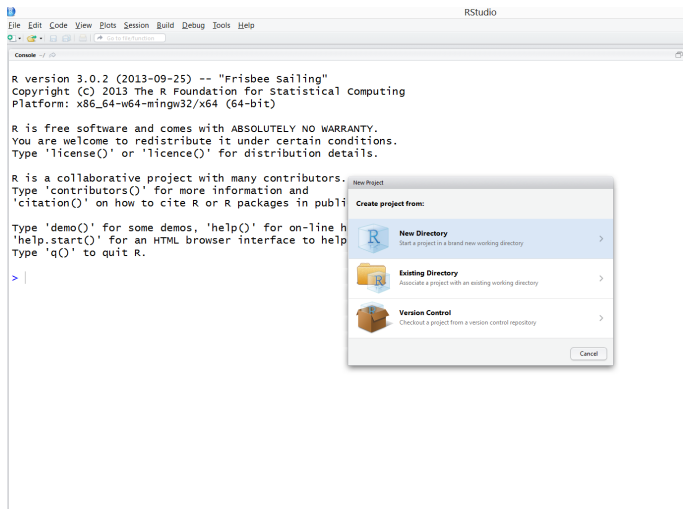 RStudio
File Edit Code View Plots Session Build Debug Tools Help
Go to file/function
Console ~/
R version 3.0.2 (2013-09-25) -- "Frisbee Sailing"
Copyright (C) 2013 The R Foundation for Statistical Computing
Platform: x86_64-w64-mingw32/x64 (64-bit)
R is free software and comes with ABSOLUTELY NO WARRANTY.
You are welcome to redistribute it under certain conditions.
Type 'license()' or 'licence()' for distribution details.
R is a collaborative project with many contributors.
Type 'contributors()' for more information and
'citation()' on how to cite R or R packages in publi
Type 'demo()' for some demos, 'help()' for on-line h
'help.start()' for an HTML browser interface to help
Type 'q()' to quit R.
>
New Project
Create project from:
New Directory
Start a project in a brand new working directory
Existing Directory
Associate a project with an existing working directory
Version Control
Checkout a project from a version control repository
Cancel